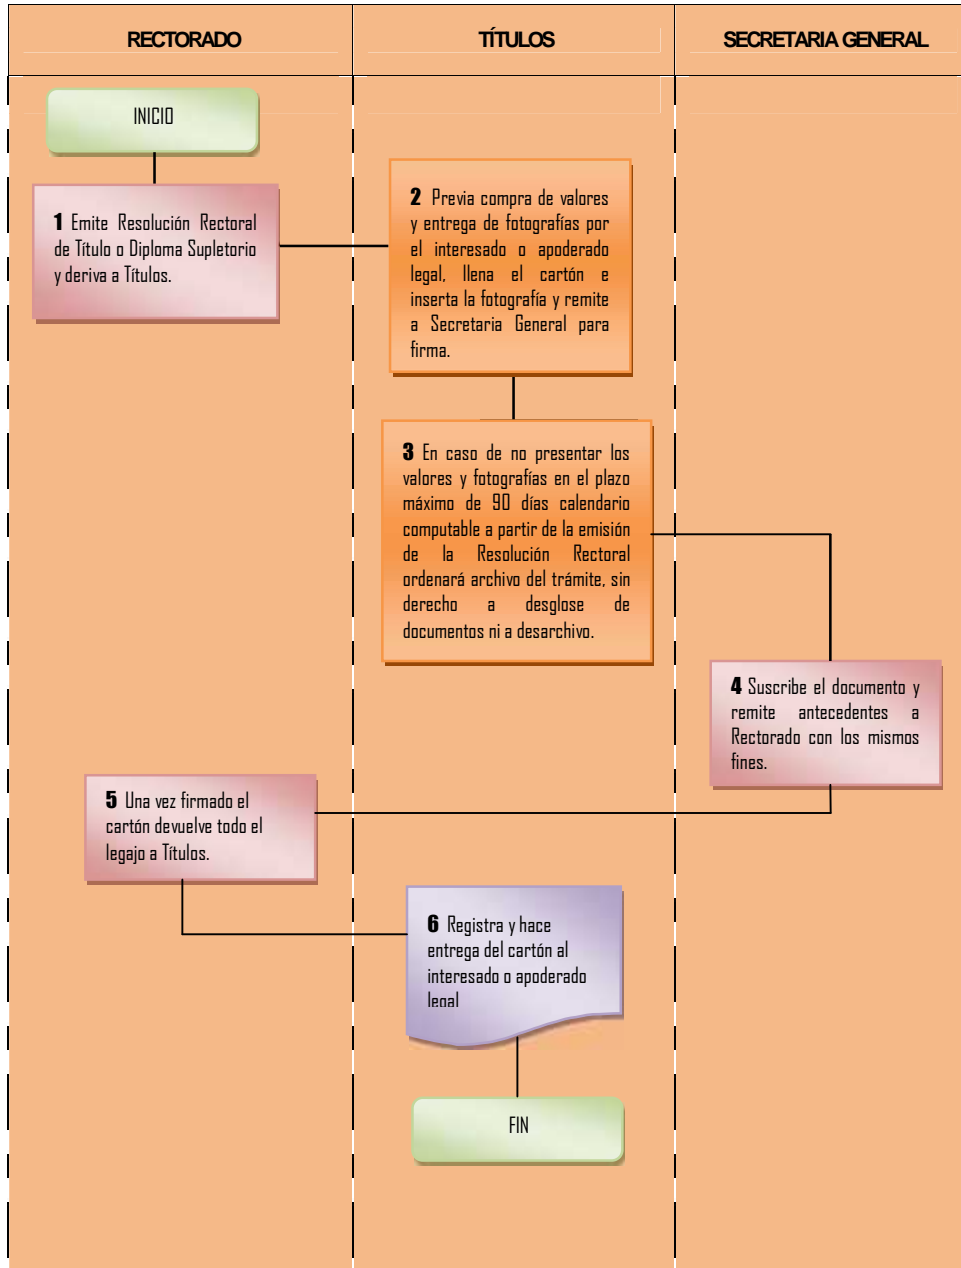 RECTORADO
TÍTULOS
SECRETARIA GENERAL
INICIO
1 Emite Resolución Rectoral
de Título o Diploma Supletorio
y deriva a Títulos.
2 Previa compra de valores
y entrega de fotografías por
el interesado o apoderado
legal, llena el cartón e
inserta la fotografía y remite
a Secretaria General para
firma.
3 En caso de no presentar los
valores y fotografías en el plazo
máximo de 90 días calendario
computable a partir de la emisión
de la Resolución Rectoral
ordenará archivo del trámite, sin
derecho a desglose de
documentos ni a desarchivo.
4 Suscribe el documento y
remite antecedentes a
Rectorado con los mismos
fines.
5 Una vez firmado el
cartón devuelve todo el
legajo a Títulos.
6 Registra y hace
entrega del cartón al
interesado o apoderado
legal
FIN